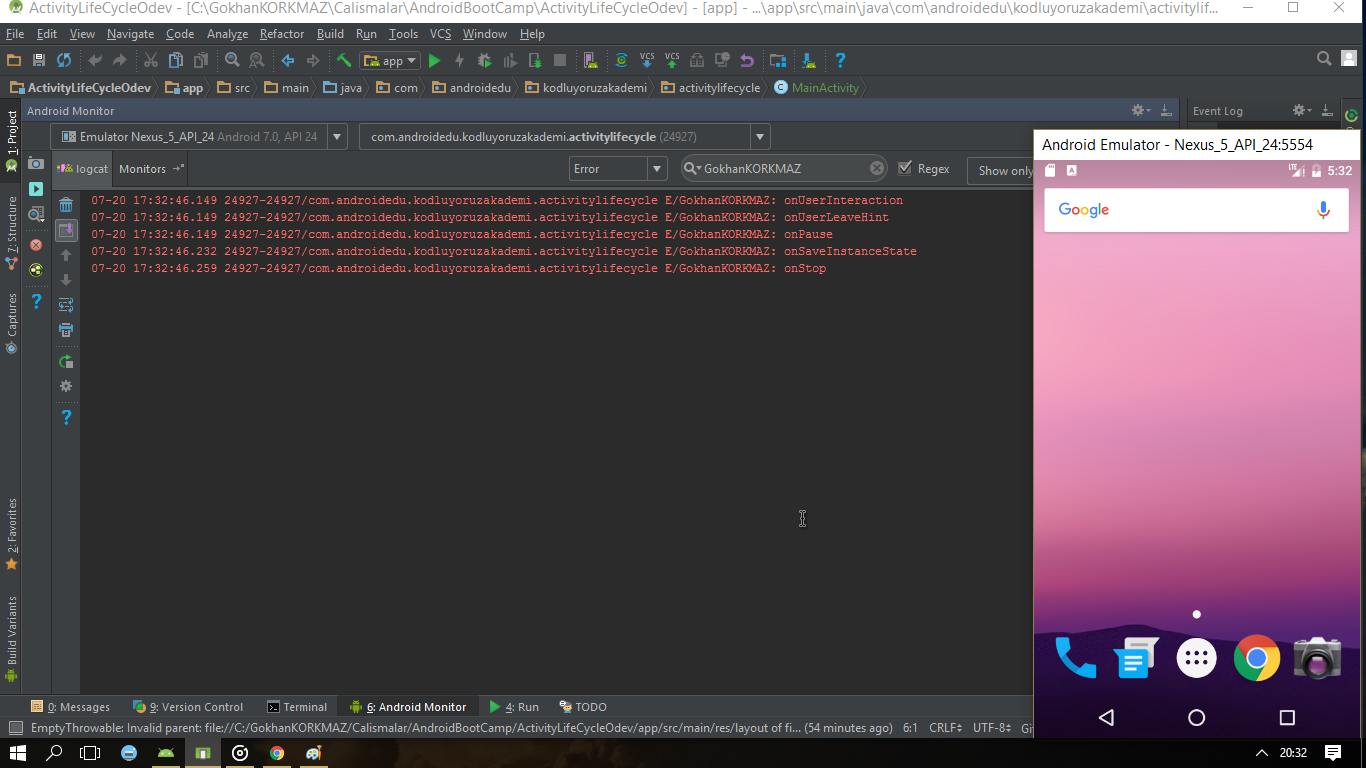 ActivityLifeCycleOdev - [C:\GokhanKORKMAZ\Calismalar\AndroidBootCamp\ActivityLifeCycleOdev] - [app] - ...\app\src\main\java\com\androidedu\kodluyoruzakademi\activitylif...
File Edit View Navigate Code Analyze Refactor Build Run Tools VCS Window Help
app VCS VCS
ActivityLifeCycleOdev app src main java com androidedu kodluyoruzakademi activitylifecycle MainActivity
Android Monitor
Event Log
Emulator Nexus_5_API_24 Android 7.0, API 24
com.androidedu.kodluyoruzakademi.activitylifecycle (24927)
logcat Monitors Error GokhanKORKMAZ Regex Show only
07-20 17:32:46.149 24927-24927/com.androidedu.kodluyoruzakademi.activitylifecycle E/GokhanKORKMAZ: onUserInteraction
07-20 17:32:46.149 24927-24927/com.androidedu.kodluyoruzakademi.activitylifecycle E/GokhanKORKMAZ: onUserLeaveHint
07-20 17:32:46.149 24927-24927/com.androidedu.kodluyoruzakademi.activitylifecycle E/GokhanKORKMAZ: onPause
07-20 17:32:46.232 24927-24927/com.androidedu.kodluyoruzakademi.activitylifecycle E/GokhanKORKMAZ: onSaveInstanceState
07-20 17:32:46.259 24927-24927/com.androidedu.kodluyoruzakademi.activitylifecycle E/GokhanKORKMAZ: onStop
1: Project
7: Structure
Captures
2: Favorites
Build Variants
Android Emulator - Nexus_5_API_24:5554
A LTE 5:32
Google
0: Messages 9: Version Control Terminal 6: Android Monitor 4: Run TODO
EmptyThrowable: Invalid parent: file://C:/GokhanKORKMAZ/Calismalar/AndroidBootCamp/ActivityLifeCycleOdev/app/src/main/res/layout of fi... (54 minutes ago) 6:1 CRLF UTF-8 Gi
20:32